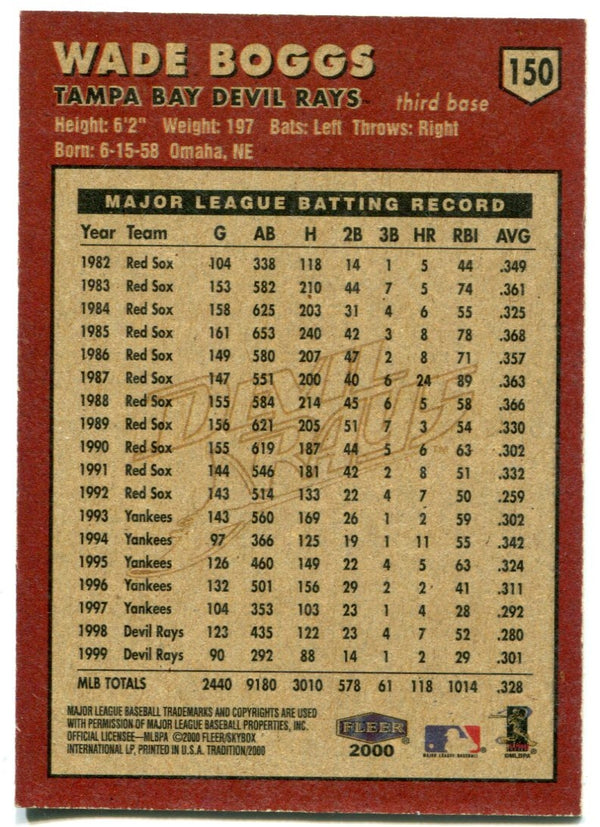 WADE BOGGS
150
TAMPA BAY DEVIL RAYS™ third base
Height: 6'2" Weight: 197 Bats: Left Throws: Right
Born: 6-15-58 Omaha, NE
MAJOR LEAGUE BATTING RECORD
Year Team G AB H 2B 3B HR RBI AVG
1982 Red Sox 104 338 118 14 1 5 44 .349
1983 Red Sox 153 582 210 44 7 5 74 .361
1984 Red Sox 158 625 203 31 4 6 55 .325
1985 Red Sox 161 653 240 42 3 8 78 .368
1986 Red Sox 149 580 207 47 2 8 71 .357
1987 Red Sox 147 551 200 40 6 24 89 .363
1988 Red Sox 155 584 214 45 6 5 58 .366
1989 Red Sox 156 621 205 51 7 3 54 .330
1990 Red Sox 155 619 187 44 5 6 63 .302
1991 Red Sox 144 546 181 42 2 8 51 .332
1992 Red Sox 143 514 133 22 4 7 50 .259
1993 Yankees 143 560 169 26 1 2 59 .302
1994 Yankees 97 366 125 19 1 11 55 .342
1995 Yankees 126 460 149 22 4 5 63 .324
1996 Yankees 132 501 156 29 2 2 41 .311
1997 Yankees 104 353 103 23 1 4 28 .292
1998 Devil Rays 123 435 122 23 4 7 52 .280
1999 Devil Rays 90 292 88 14 1 2 29 .301
MLB TOTALS 2440 9180 3010 578 61 118 1014 .328
DEVIL
RAYS
MAJOR LEAGUE BASEBALL TRADEMARKS AND COPYRIGHTS ARE USED
WITH PERMISSION OF MAJOR LEAGUE BASEBALL PROPERTIES, INC.
OFFICIAL LICENSEE—MLBPA ©2000 FLEER/SKYBOX
INTERNATIONAL LP, PRINTED IN U.S.A. TRADITION/2000
FLEER
2000
MAJOR LEAGUE BASEBALL
©MLBPA